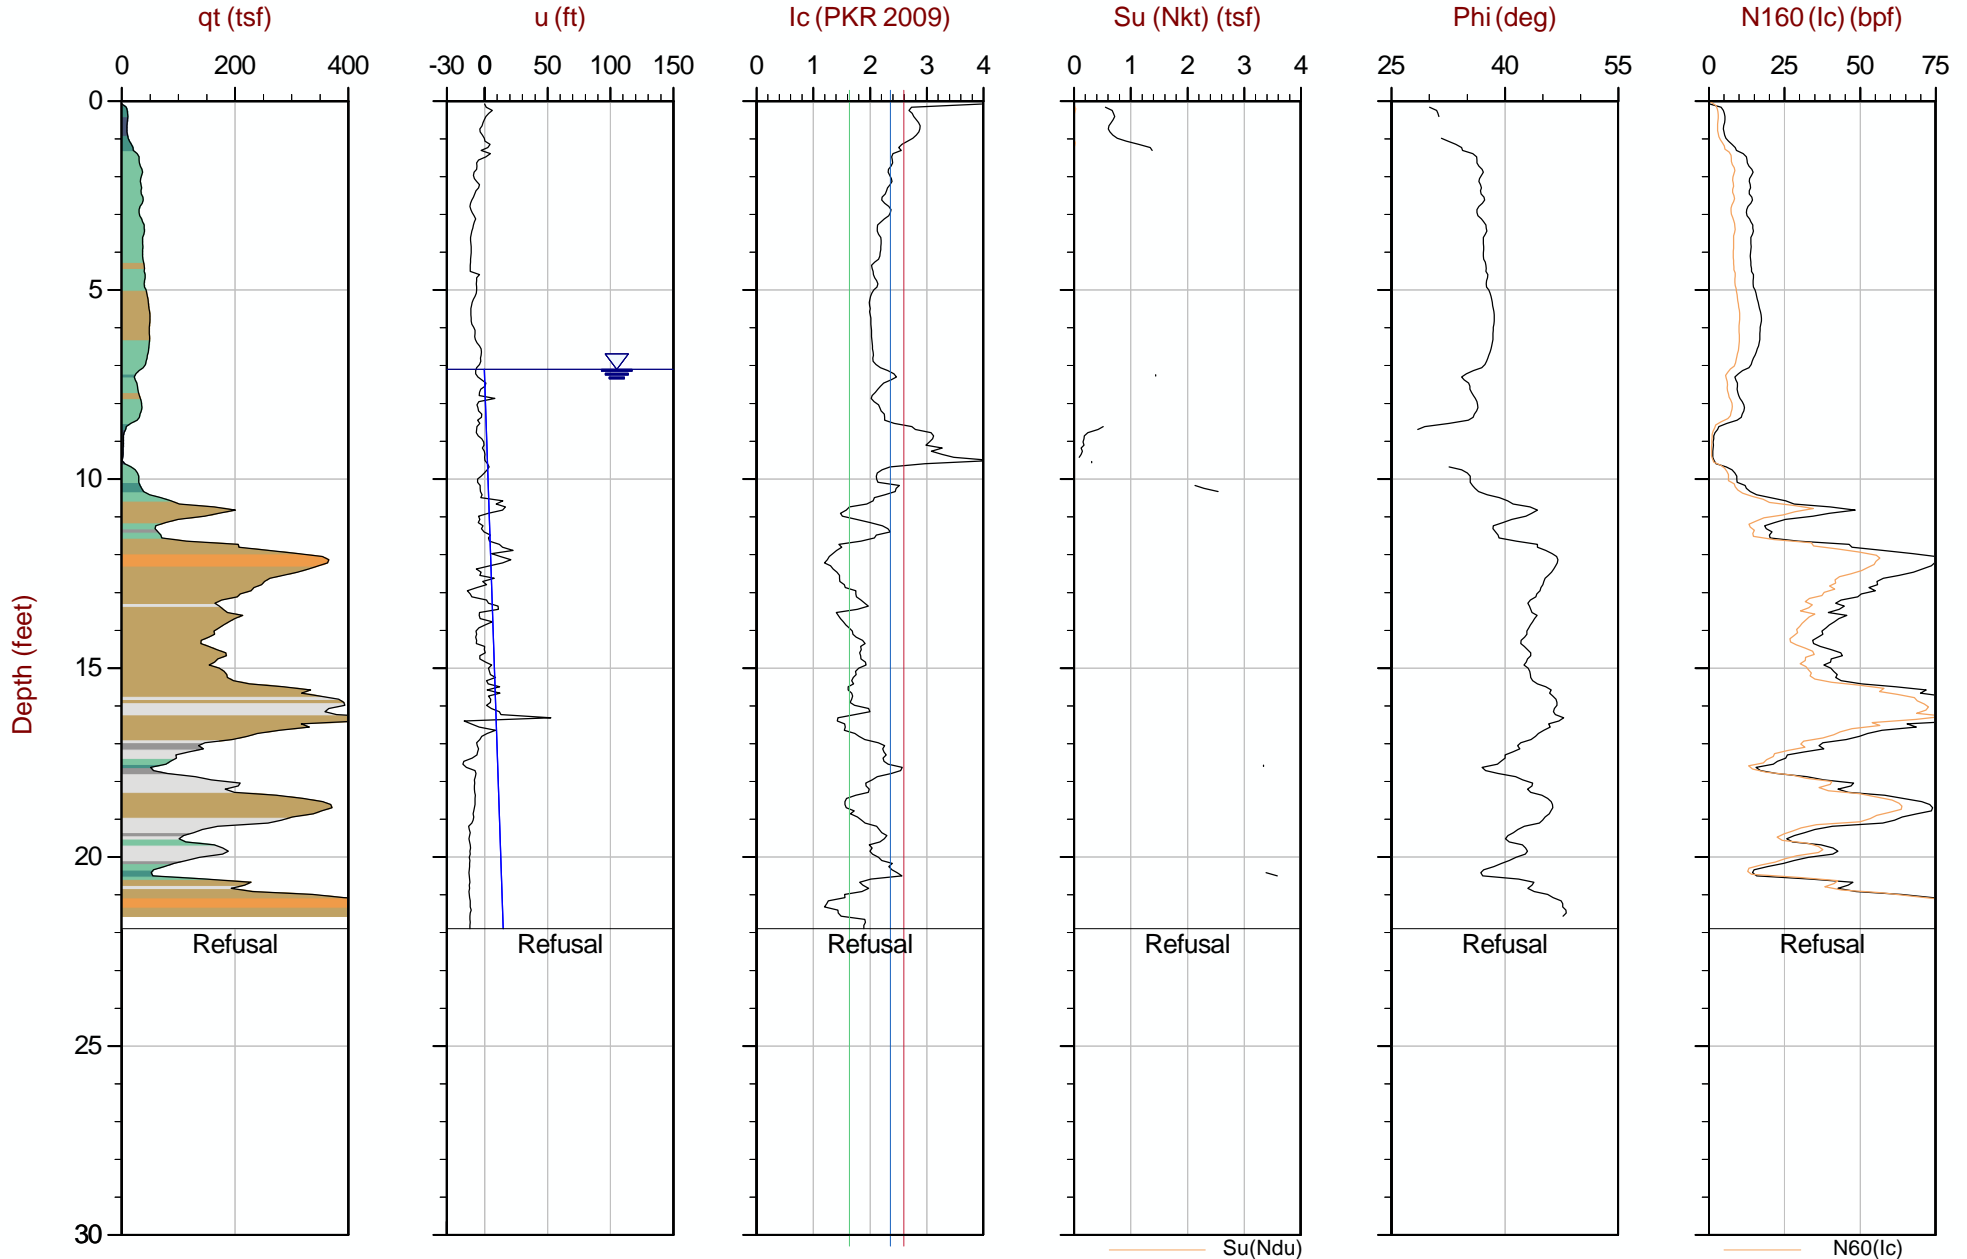 qt (tsf) u (ft) Ic (PKR 2009) Su (Nkt) (tsf) Phi (deg) N160 (Ic) (bpf)
0 200 400 -30 0 50 100 150 0 1 2 3 4 0 1 2 3 4 25 40 55 0 25 50 75
0
5
10
15
20
25
30
Depth (feet)
Refusal Refusal Refusal Refusal Refusal Refusal
Su(Ndu) N60(Ic)